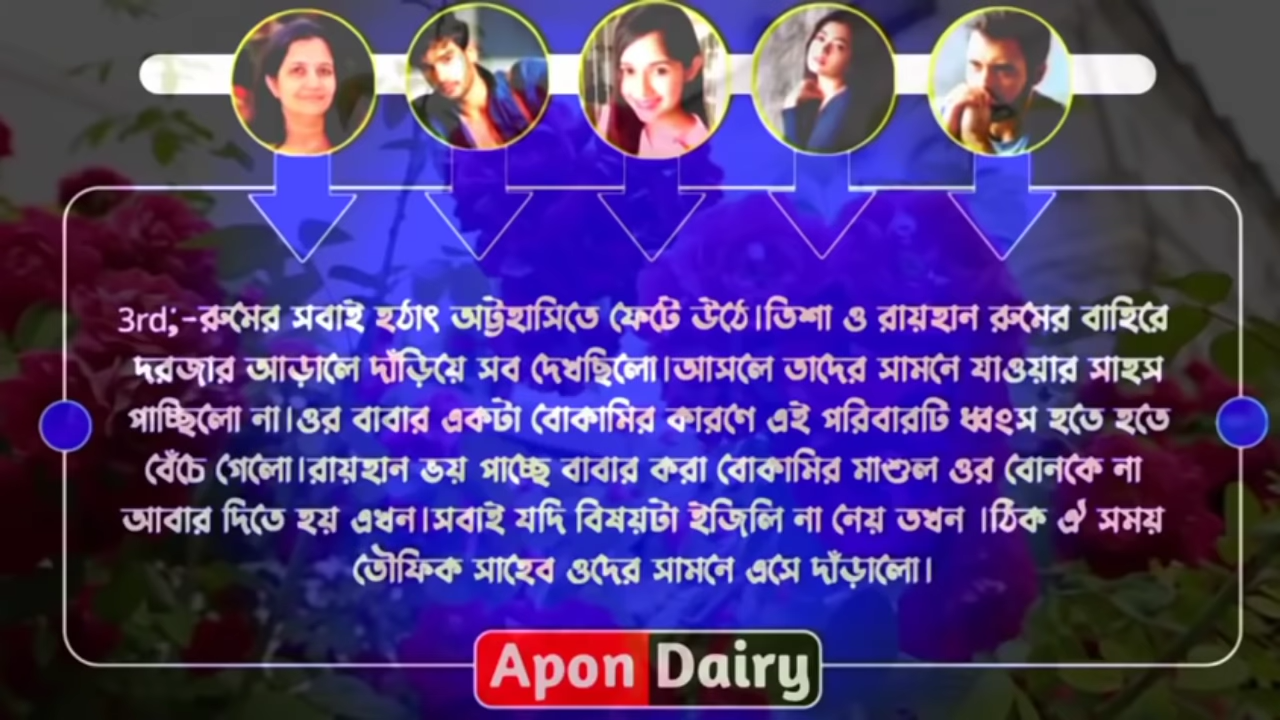 3rd;-রুমের সবাই হঠাৎ অট্টহাসিতে ফেটে উঠে।তিশা ও রায়হান রুমের বাহিরে
দরজার আড়ালে দাঁড়িয়ে সব দেখছিলো।আসলে তাদের সামনে যাওয়ার সাহস
পাচ্ছিলো না।ওর বাবার একটা বোকামির কারণে এই পরিবারটি ধ্বংস হতে হতে
বেঁচে গেলো।রায়হান ভয় পাচ্ছে বাবার করা বোকামির মাশুল ওর বোনকে না
আবার দিতে হয় এখন।সবাই যদি বিষয়টা ইজিলি না নেয় তখন ।ঠিক ঐ সময়
তৌফিক সাহেব ওদের সামনে এসে দাঁড়ালো।
Apon Dairy